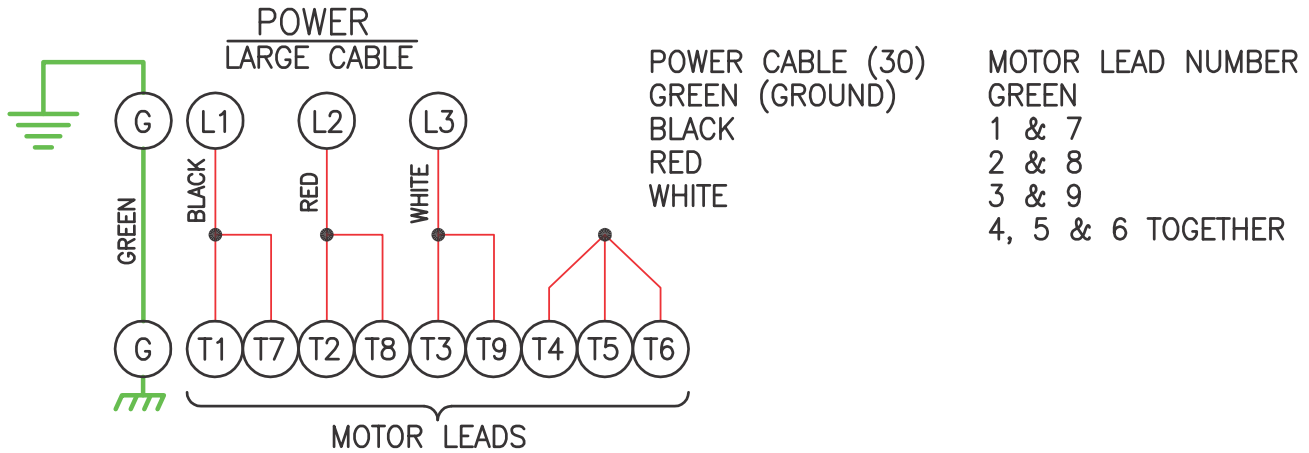 POWER
LARGE CABLE
G L1 L2 L3
GREEN BLACK RED WHITE
G T1 T7 T2 T8 T3 T9 T4 T5 T6
MOTOR LEADS
POWER CABLE (30) MOTOR LEAD NUMBER
GREEN (GROUND) GREEN
BLACK 1 & 7
RED 2 & 8
WHITE 3 & 9
4, 5 & 6 TOGETHER